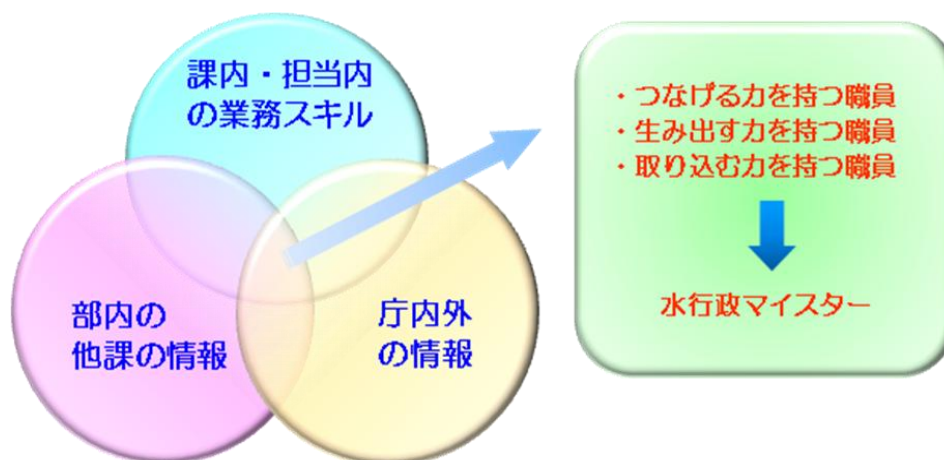 課内・担当内
の業務スキル
部内の
他課の情報
庁内外
の情報
・つなげる力を持つ職員
・生み出す力を持つ職員
・取り込む力を持つ職員
水行政マイスター